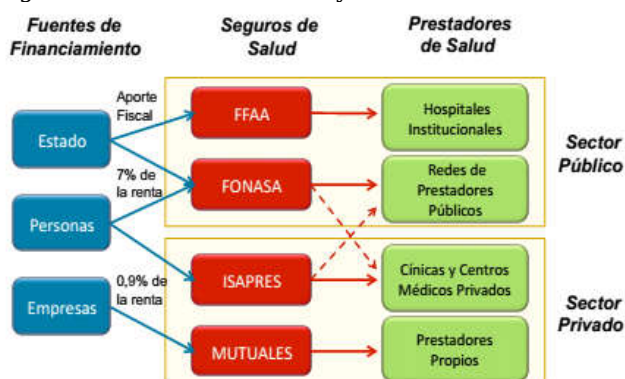 Fuentes de
Financiamiento
Seguros de
Salud
Prestadores
de Salud
Aporte
Fiscal
Estado
FFAA
Hospitales
Institucionales
Sector
Público
7% de
la renta
FONASA
Redes de
Prestadores
Públicos
Personas
0,9% de
la renta
Empresas
ISAPRES
Clínicas y Centros
Médicos Privados
Sector
Privado
MUTUALES
Prestadores
Propios